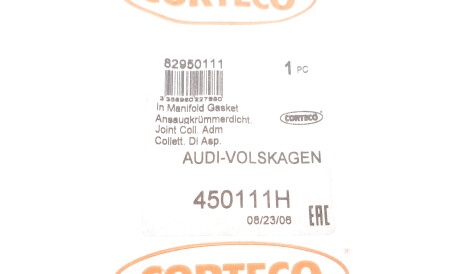 CORTECO
82950111
1 PC
In Manifold Gasket
Ansaugkrümmerdicht.
Joint Coll. Adm
Collett. Di Asp.
CORTECO
AUDI-VOLSKAGEN
450111H
08/23/06
EAC
CORTECO